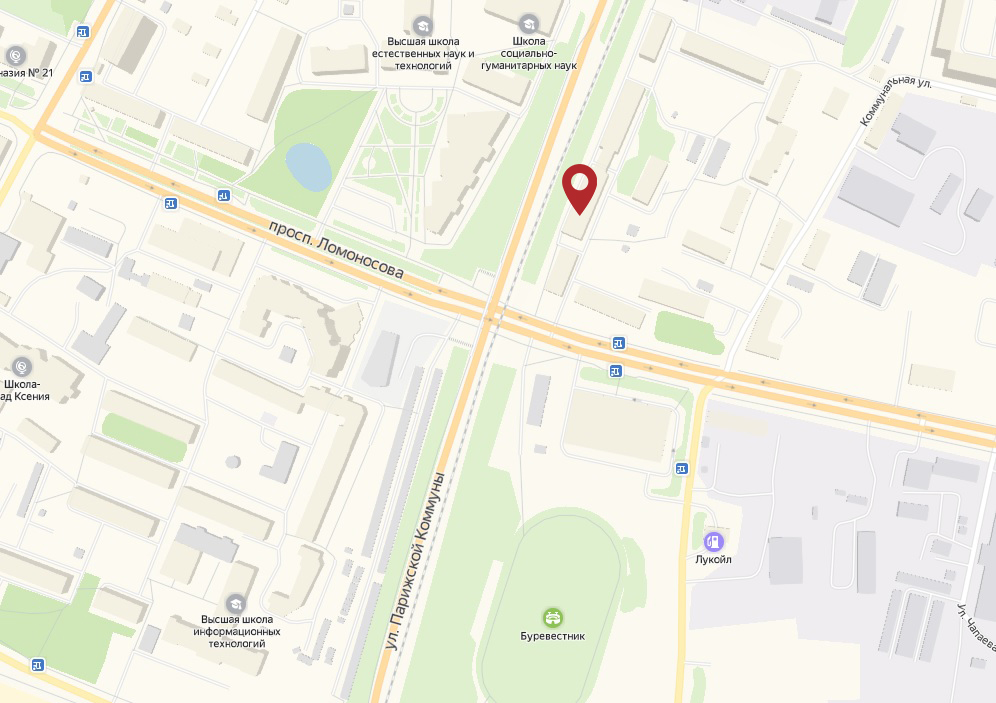 Высшая школа
естественных наук и
технологий
Школа
социально-
гуманитарных наук
назия № 21
Коммунальная ул.
просп. Ломоносова
Школа-
ад Ксения
ул. Парижской Коммуны
Лукойл
Высшая школа
информационных
технологий
Буревестник
ул. Чапаева